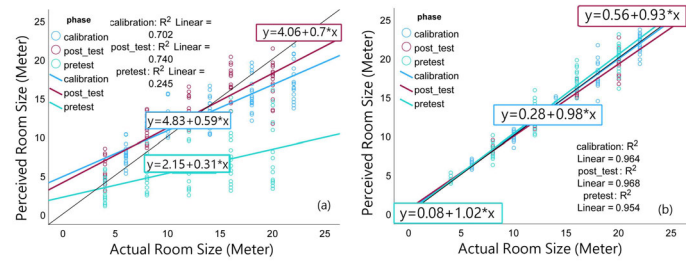 phase
calibration
post_test
pretest
calibration
post_test
pretest
calibration: R² Linear =
0.702
post_test: R² Linear =
0.740
pretest: R² Linear =
0.245
y=4.06+0.7*x
y=4.83+0.59*x
y=2.15+0.31*x
Perceived Room Size (Meter)
25
20
15
10
5
0
0 5 10 15 20 25
Actual Room Size (Meter)
(a)
phase
calibration
post_test
pretest
calibration
post_test
pretest
y=0.56+0.93*x
y=0.28+0.98*x
y=0.08+1.02*x
calibration: R²
Linear = 0.964
post_test: R²
Linear = 0.968
pretest: R²
Linear = 0.954
Perceived Room Size (Meter)
25
20
15
10
5
0
0 5 10 15 20 25
Actual Room Size (Meter)
(b)